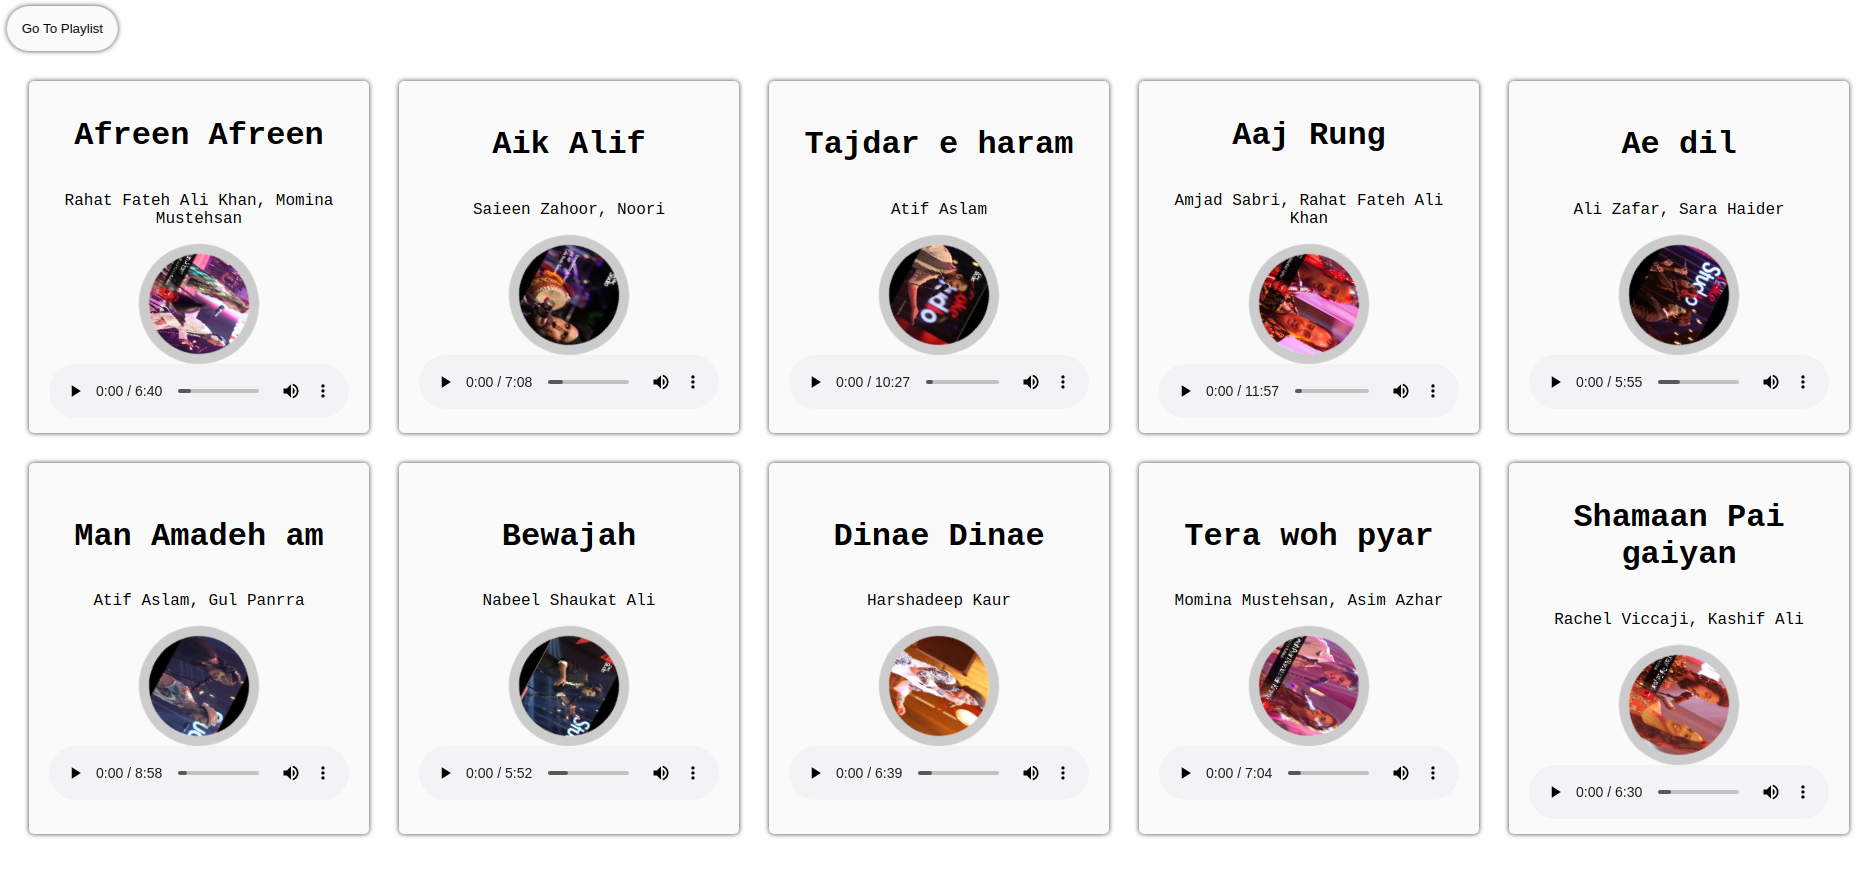 Go To Playlist
Afreen Afreen
Rahat Fateh Ali Khan, Momina
Mustehsan
0:00 / 6:40
Aik Alif
Saieen Zahoor, Noori
0:00 / 7:08
Tajdar e haram
Atif Aslam
0:00 / 10:27
Aaj Rung
Amjad Sabri, Rahat Fateh Ali
Khan
0:00 / 11:57
Ae dil
Ali Zafar, Sara Haider
0:00 / 5:55
Man Amadeh am
Atif Aslam, Gul Panrra
0:00 / 8:58
Bewajah
Nabeel Shaukat Ali
0:00 / 5:52
Dinae Dinae
Harshadeep Kaur
0:00 / 6:39
Tera woh pyar
Momina Mustehsan, Asim Azhar
0:00 / 7:04
Shamaan Pai
gaiyan
Rachel Viccaji, Kashif Ali
0:00 / 6:30